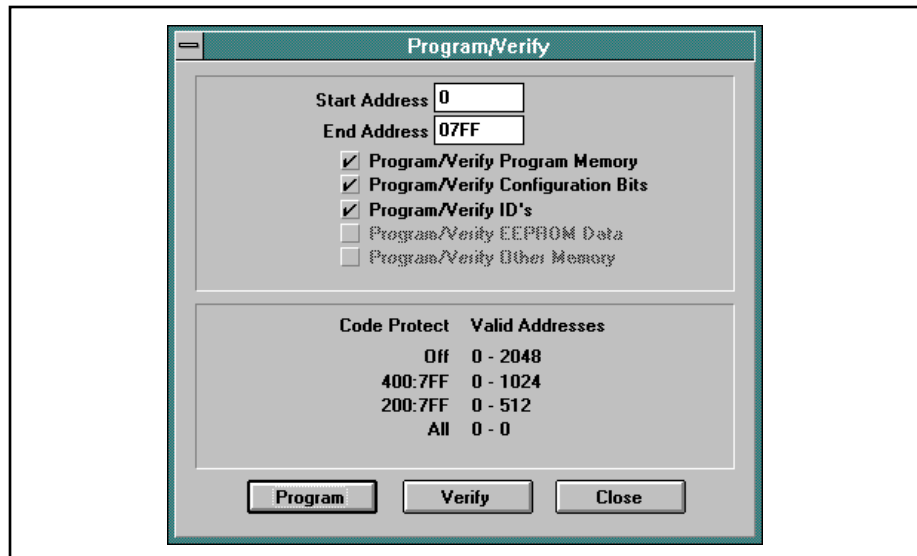 Program/Verify
Start Address 0
End Address 07FF
Program/Verify Program Memory
Program/Verify Configuration Bits
Program/Verify ID's
Program/Verify EEPROM Data
Program/Verify Other Memory
Code Protect Valid Addresses
Off 0 - 2048
400:7FF 0 - 1024
200:7FF 0 - 512
All 0 - 0
Program Verify Close